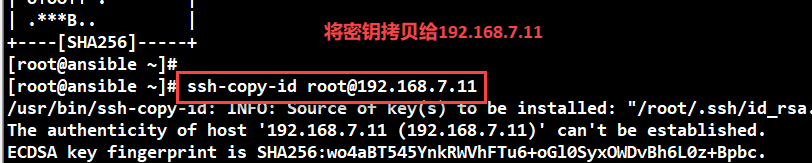 | .***B.. |
将密钥拷贝给192.168.7.11
+----[SHA256]-----+
[root@ansible ~]#
[root@ansible ~]# ssh-copy-id root@192.168.7.11
/usr/bin/ssh-copy-id: INFO: Source of key(s) to be installed: "/root/.ssh/id_rsa.
The authenticity of host '192.168.7.11 (192.168.7.11)' can't be established.
ECDSA key fingerprint is SHA256:wo4aBT545YnkRWVhFTu6+oGl0SyxOWDvBh6L0z+Bpbc.